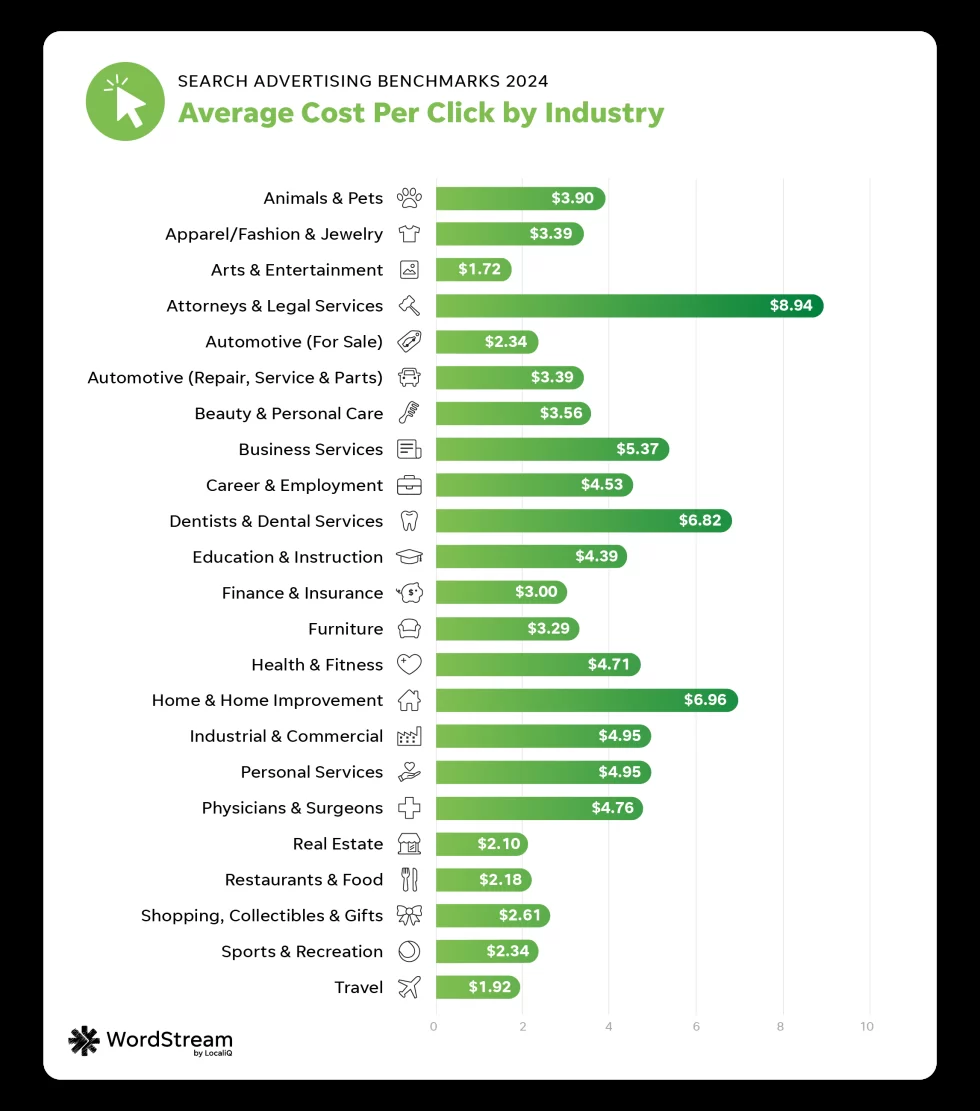 SEARCH ADVERTISING BENCHMARKS 2024
Average Cost Per Click by Industry
Animals & Pets $3.90
Apparel/Fashion & Jewelry $3.39
Arts & Entertainment $1.72
Attorneys & Legal Services $8.94
Automotive (For Sale) $2.34
Automotive (Repair, Service & Parts) $3.39
Beauty & Personal Care $3.56
Business Services $5.37
Career & Employment $4.53
Dentists & Dental Services $6.82
Education & Instruction $4.39
Finance & Insurance $ $3.00
Furniture $3.29
Health & Fitness $4.71
Home & Home Improvement $6.96
Industrial & Commercial $4.95
Personal Services $4.95
Physicians & Surgeons $4.76
Real Estate $2.10
Restaurants & Food $2.18
Shopping, Collectibles & Gifts $2.61
Sports & Recreation $2.34
Travel $1.92
0 2 4 6 8 10
WordStream
by LocaliQ